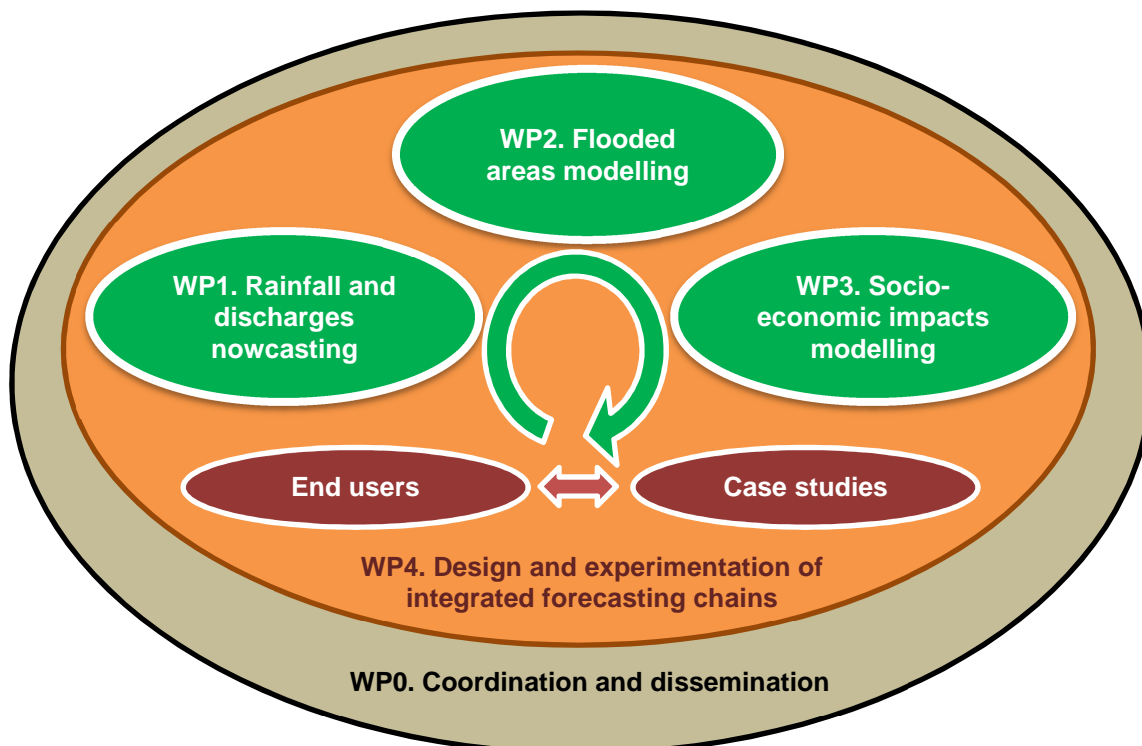 WP2. Flooded
areas modelling
WP1. Rainfall and
discharges
nowcasting
WP3. Socio-
economic impacts
modelling
End users
Case studies
WP4. Design and experimentation of
integrated forecasting chains
WP0. Coordination and dissemination